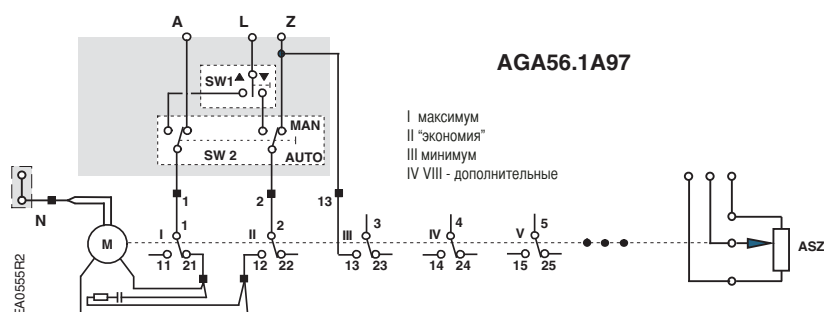 A L Z
AGA56.1A97
SW1
MAN
SW 2
AUTO
I максимум
II "экономия"
III минимум
IV VIII - дополнительные
1 2 13
N
I 1 II 2 III 3 IV 4 V 5
M
11 21 12 22 13 23 14 24 15 25
ASZ
EA0555R2